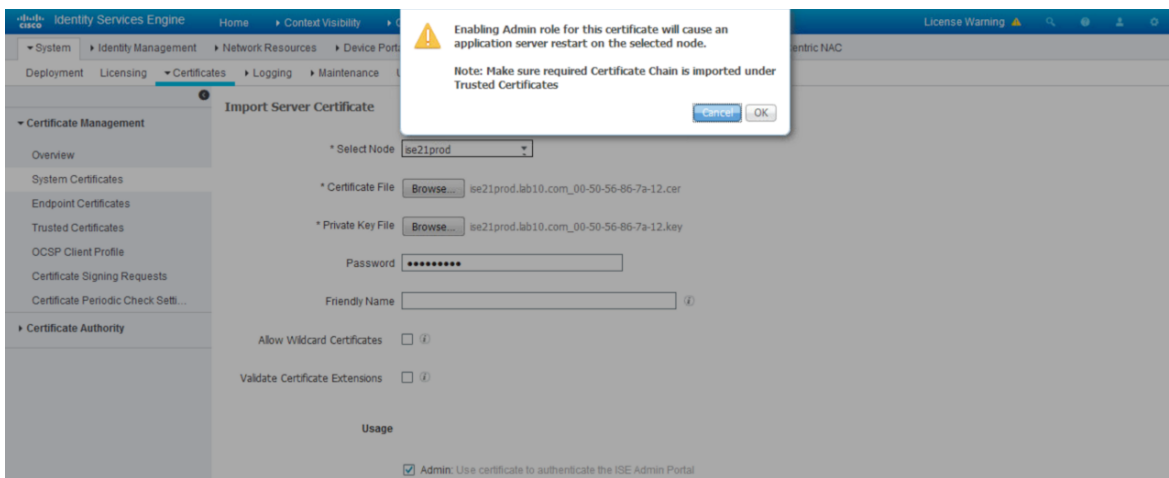 cisco Identity Services Engine Home Context Visibility License Warning
System Identity Management Network Resources Device Port entric NAC
Deployment Licensing Certificates Logging Maintenance
Enabling Admin role for this certificate will cause an
application server restart on the selected node.
Note: Make sure required Certificate Chain is imported under
Trusted Certificates
Cancel OK
Certificate Management
Overview
System Certificates
Endpoint Certificates
Trusted Certificates
OCSP Client Profile
Certificate Signing Requests
Certificate Periodic Check Setti...
Certificate Authority
Import Server Certificate
* Select Node ise21prod
* Certificate File Browse... ise21prod.lab10.com_00-50-56-86-7a-12.cer
* Private Key File Browse... ise21prod.lab10.com_00-50-56-86-7a-12.key
Password •••••••••
Friendly Name
Allow Wildcard Certificates
Validate Certificate Extensions
Usage
Admin: Use certificate to authenticate the ISE Admin Portal